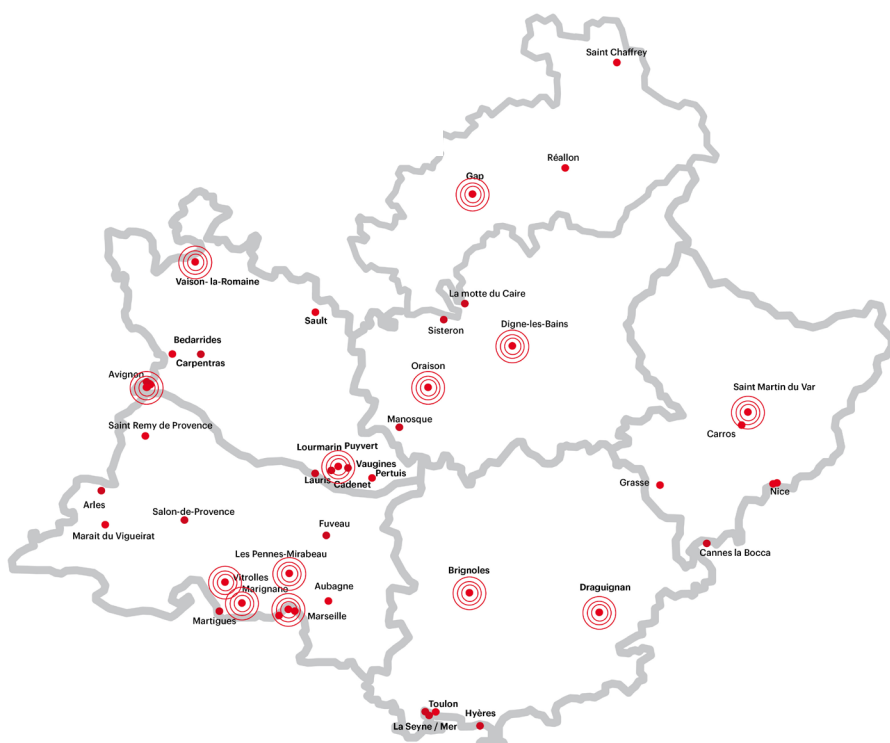 Saint Chaffrey
Réallon
Gap
Vaison- la-Romaine
La motte du Caire
Sault
Sisteron
Digne-les-Bains
Bedarrides
Carpentras
Avignon
Oraison
Saint Martin du Var
Manosque
Saint Remy de Provence
Carros
Lourmarin Puyvert
Vaugines
Lauris
Cadenet
Pertuis
Grasse
Nice
Arles
Salon-de-Provence
Marait du Vigueirat
Fuveau
Cannes la Bocca
Les Pennes-Mirabeau
Vitrolles
Marignane
Brignoles
Aubagne
Draguignan
Martigues
Marseille
Toulon
La Seyne / Mer
Hyères